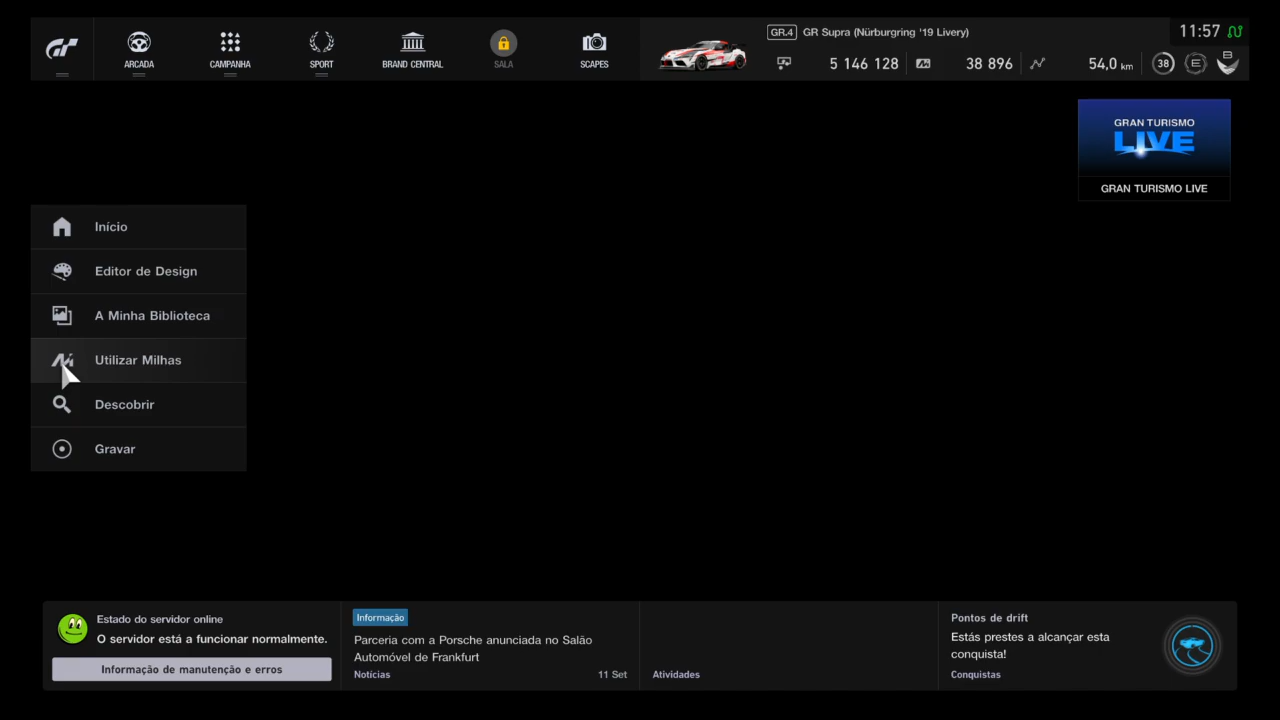 ARCADA
CAMPANHA
SPORT
BRAND CENTRAL
SALA
SCAPES
GR.4 GR Supra (Nürburgring '19 Livery)
11:57
5 146 128
38 896
54,0 km
38
E
B
GRAN TURISMO
LIVE
GRAN TURISMO LIVE
Início
Editor de Design
A Minha Biblioteca
Utilizar Milhas
Descobrir
Gravar
Estado do servidor online
O servidor está a funcionar normalmente.
Informação de manutenção e erros
Informação
Parceria com a Porsche anunciada no Salão
Automóvel de Frankfurt
Notícias 11 Set
Atividades
Pontos de drift
Estás prestes a alcançar esta
conquista!
Conquistas